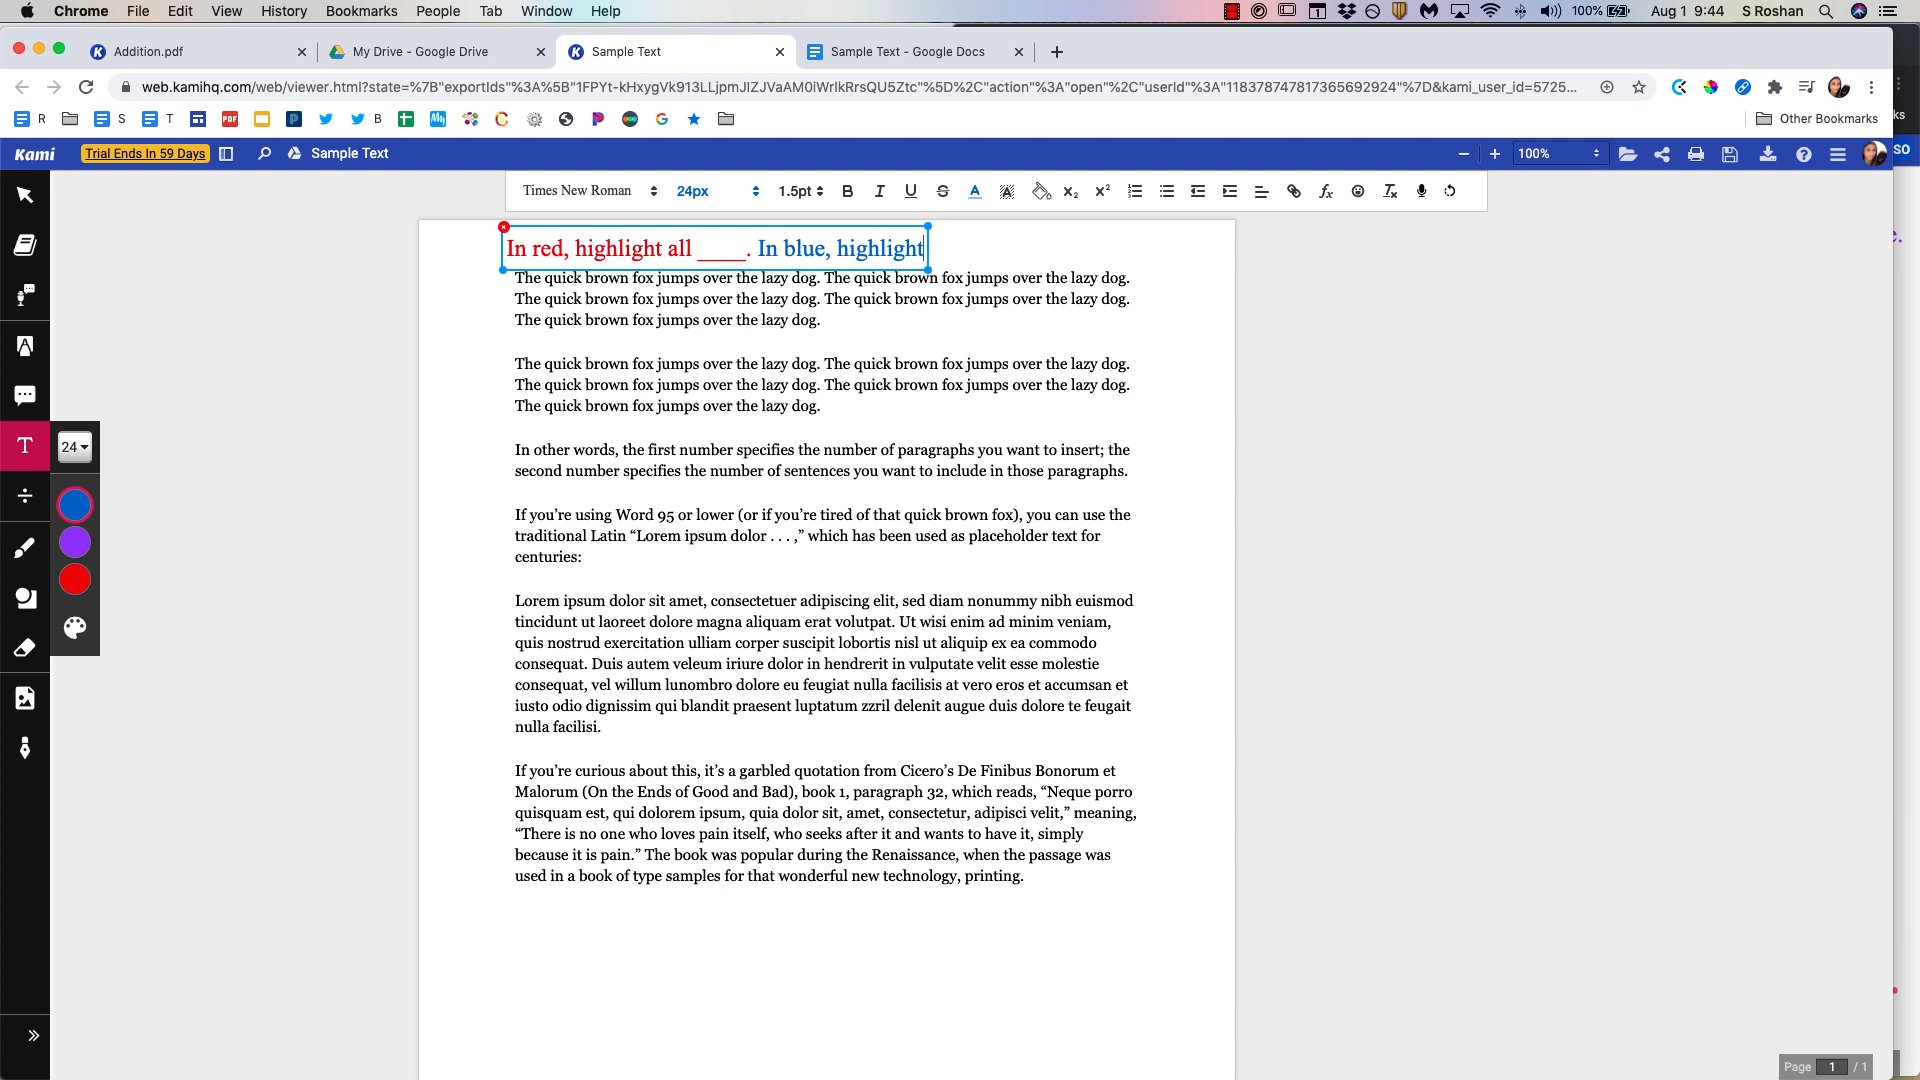 Chrome File Edit View History Bookmarks People Tab Window Help 100% Aug 1 9:44 S Roshan
Addition.pdf My Drive - Google Drive Sample Text Sample Text - Google Docs
web.kamihq.com/web/viewer.html?state=%7B"exportIds"%3A%5B"1FPYt-kHxygVk913LLjpmJIZJVaAM0iWrlkRrsQU5Ztc"%5D%2C"action"%3A"open"%2C"userId"%3A"118378747817365692924"%7D&kami_user_id=5725...
R S T PDF B Other Bookmarks
Kami Trial Ends In 59 Days Sample Text 100%
Times New Roman 24px 1.5pt B I U S A
In red, highlight all ____. In blue, highlight
The quick brown fox jumps over the lazy dog. The quick brown fox jumps over the lazy dog.
The quick brown fox jumps over the lazy dog. The quick brown fox jumps over the lazy dog.
The quick brown fox jumps over the lazy dog.
The quick brown fox jumps over the lazy dog. The quick brown fox jumps over the lazy dog.
The quick brown fox jumps over the lazy dog. The quick brown fox jumps over the lazy dog.
The quick brown fox jumps over the lazy dog.
T 24
In other words, the first number specifies the number of paragraphs you want to insert; the
second number specifies the number of sentences you want to include in those paragraphs.
If you're using Word 95 or lower (or if you're tired of that quick brown fox), you can use the
traditional Latin “Lorem ipsum dolor . . . ,” which has been used as placeholder text for
centuries:
Lorem ipsum dolor sit amet, consectetuer adipiscing elit, sed diam nonummy nibh euismod
tincidunt ut laoreet dolore magna aliquam erat volutpat. Ut wisi enim ad minim veniam,
quis nostrud exercitation ulliam corper suscipit lobortis nisl ut aliquip ex ea commodo
consequat. Duis autem veleum iriure dolor in hendrerit in vulputate velit esse molestie
consequat, vel willum lunombro dolore eu feugiat nulla facilisis at vero eros et accumsan et
iusto odio dignissim qui blandit praesent luptatum zzril delenit augue duis dolore te feugait
nulla facilisi.
If you're curious about this, it's a garbled quotation from Cicero's De Finibus Bonorum et
Malorum (On the Ends of Good and Bad), book 1, paragraph 32, which reads, “Neque porro
quisquam est, qui dolorem ipsum, quia dolor sit, amet, consectetur, adipisci velit,” meaning,
“There is no one who loves pain itself, who seeks after it and wants to have it, simply
because it is pain.” The book was popular during the Renaissance, when the passage was
used in a book of type samples for that wonderful new technology, printing.
Page 1 / 1